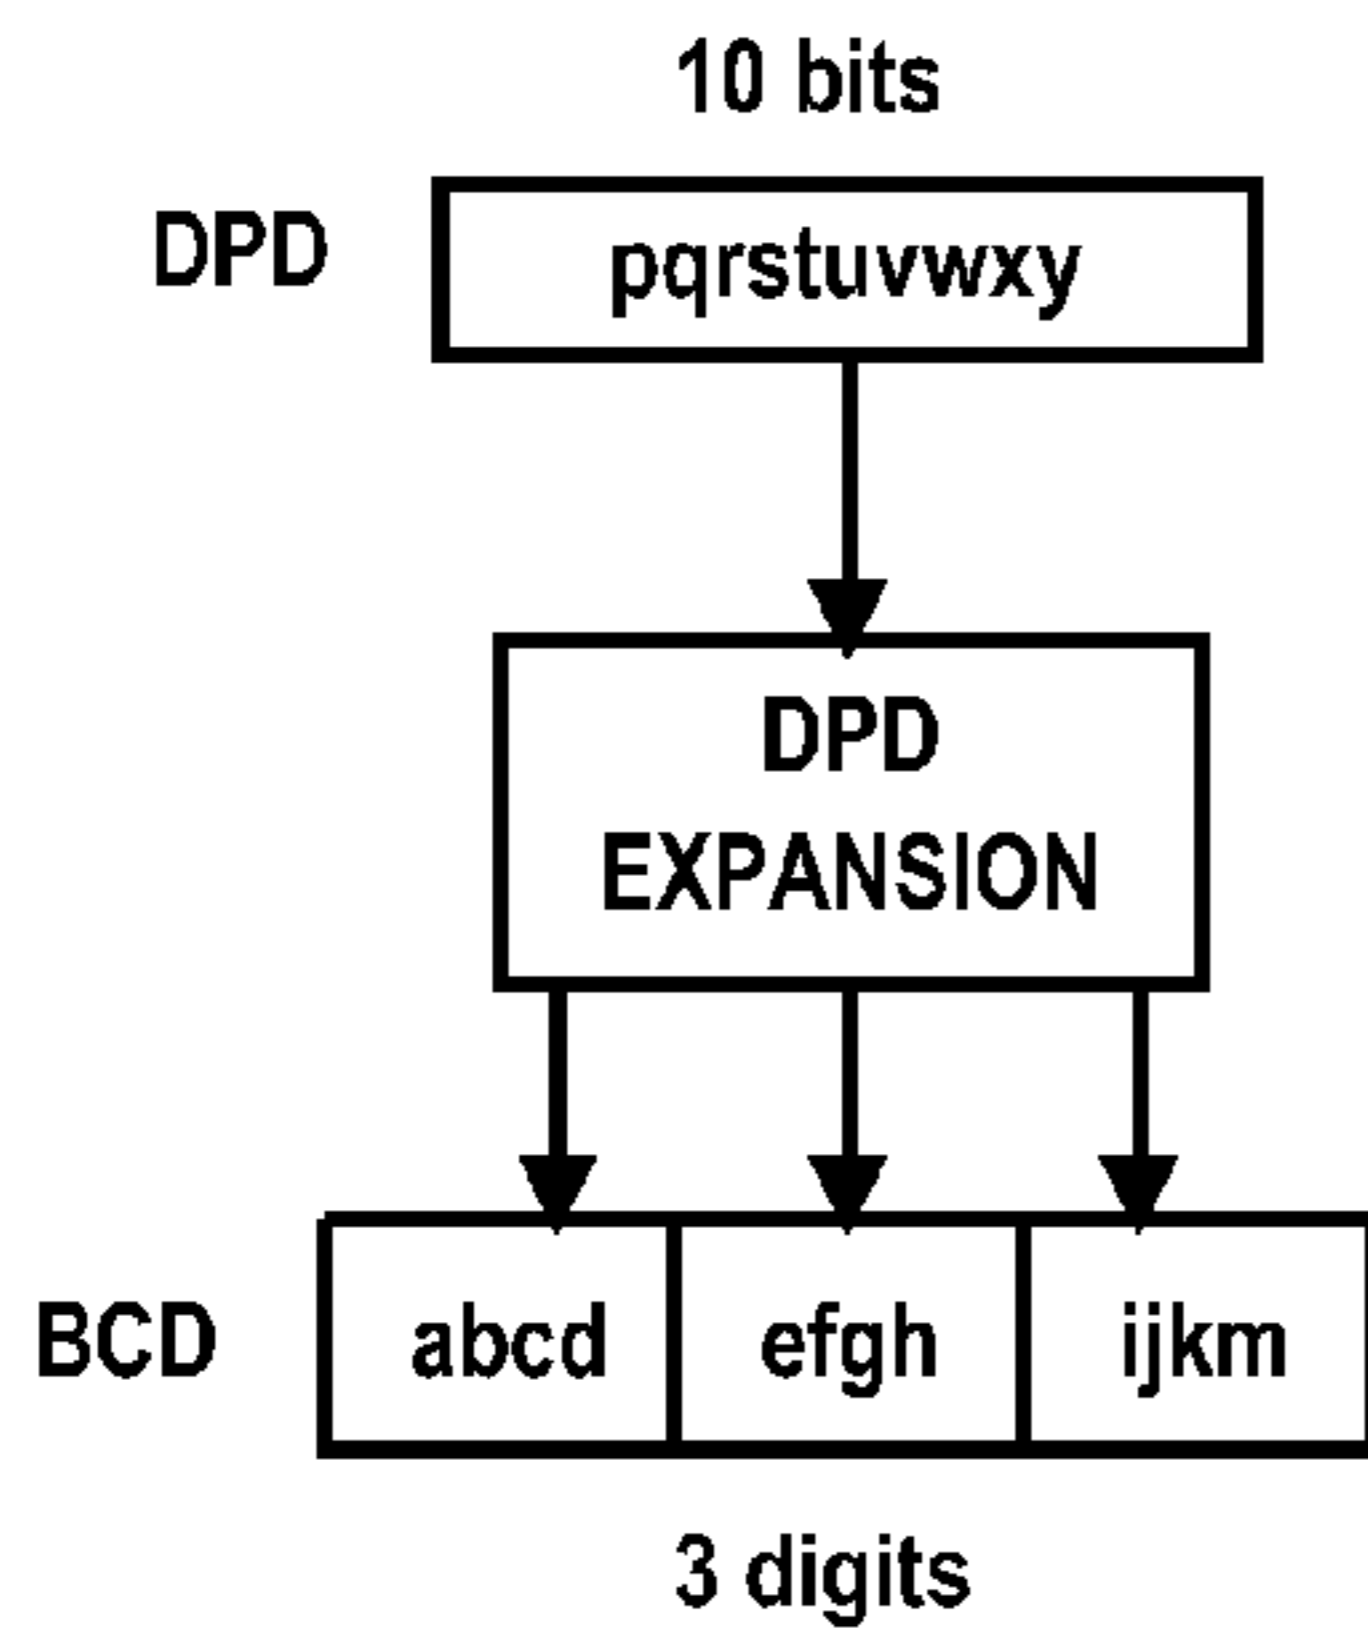 10 bits
DPD
pqrstuvwxy
DPD
EXPANSION
BCD
abcd
efgh
ijkm
3 digits